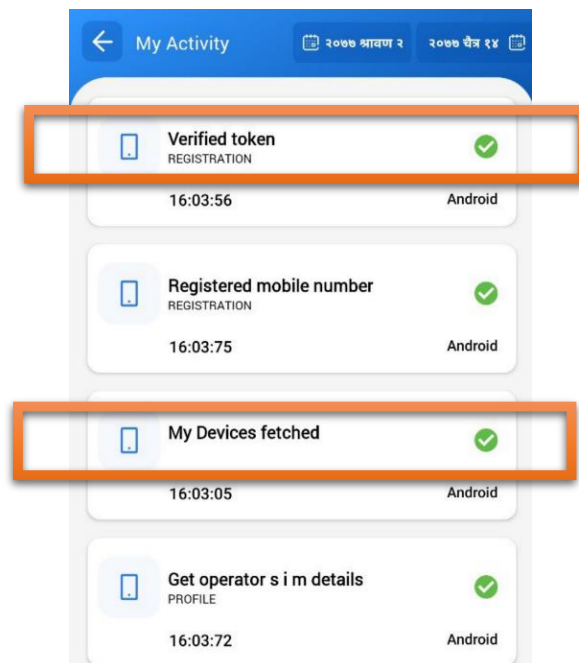 My Activity
२०७७ श्रावण २
२०७७ चैत्र १४
Verified token
REGISTRATION
16:03:56
Android
Registered mobile number
REGISTRATION
16:03:75
Android
My Devices fetched
16:03:05
Android
Get operator s i m details
PROFILE
16:03:72
Android